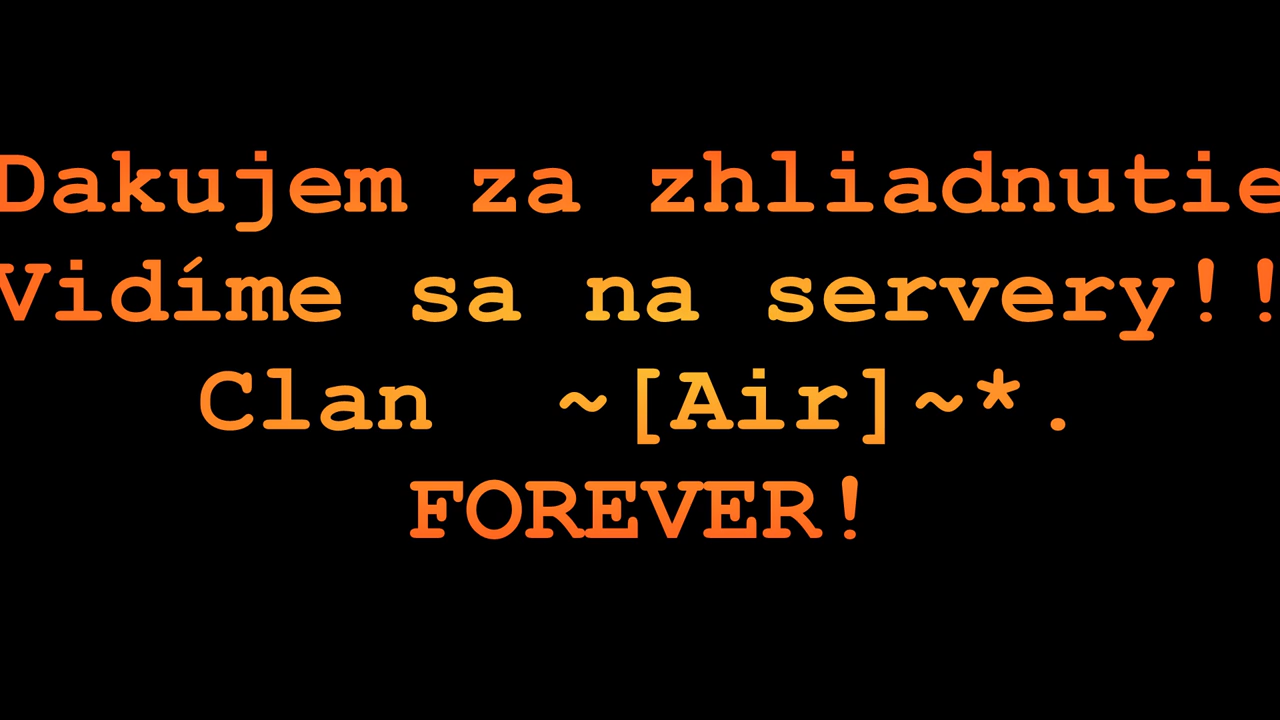 Dakujem za zhliadnutie
Vidíme sa na servery!!
Clan  ~[Air]~*.
FOREVER!